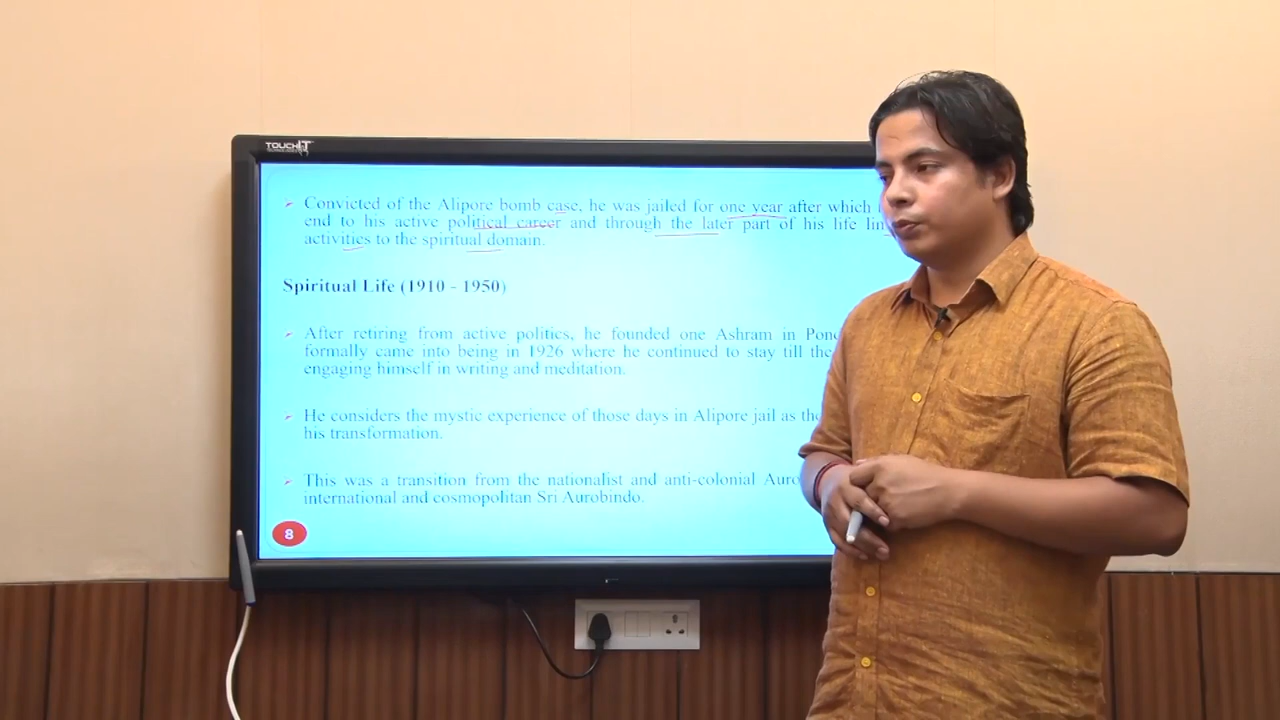 TOUCHIT
TECHNOLOGIES
➢ Convicted of the Alipore bomb case, he was jailed for one year after which
end to his active political career and through the later part of his life
activities to the spiritual domain.
Spiritual Life (1910 - 1950)
➢ After retiring from active politics, he founded one Ashram in
formally came into being in 1926 where he continued to stay till the
engaging himself in writing and meditation.
➢ He considers the mystic experience of those days in Alipore jail as
his transformation.
➢ This was a transition from the nationalist and anti-colonial
international and cosmopolitan Sri Aurobindo.
8